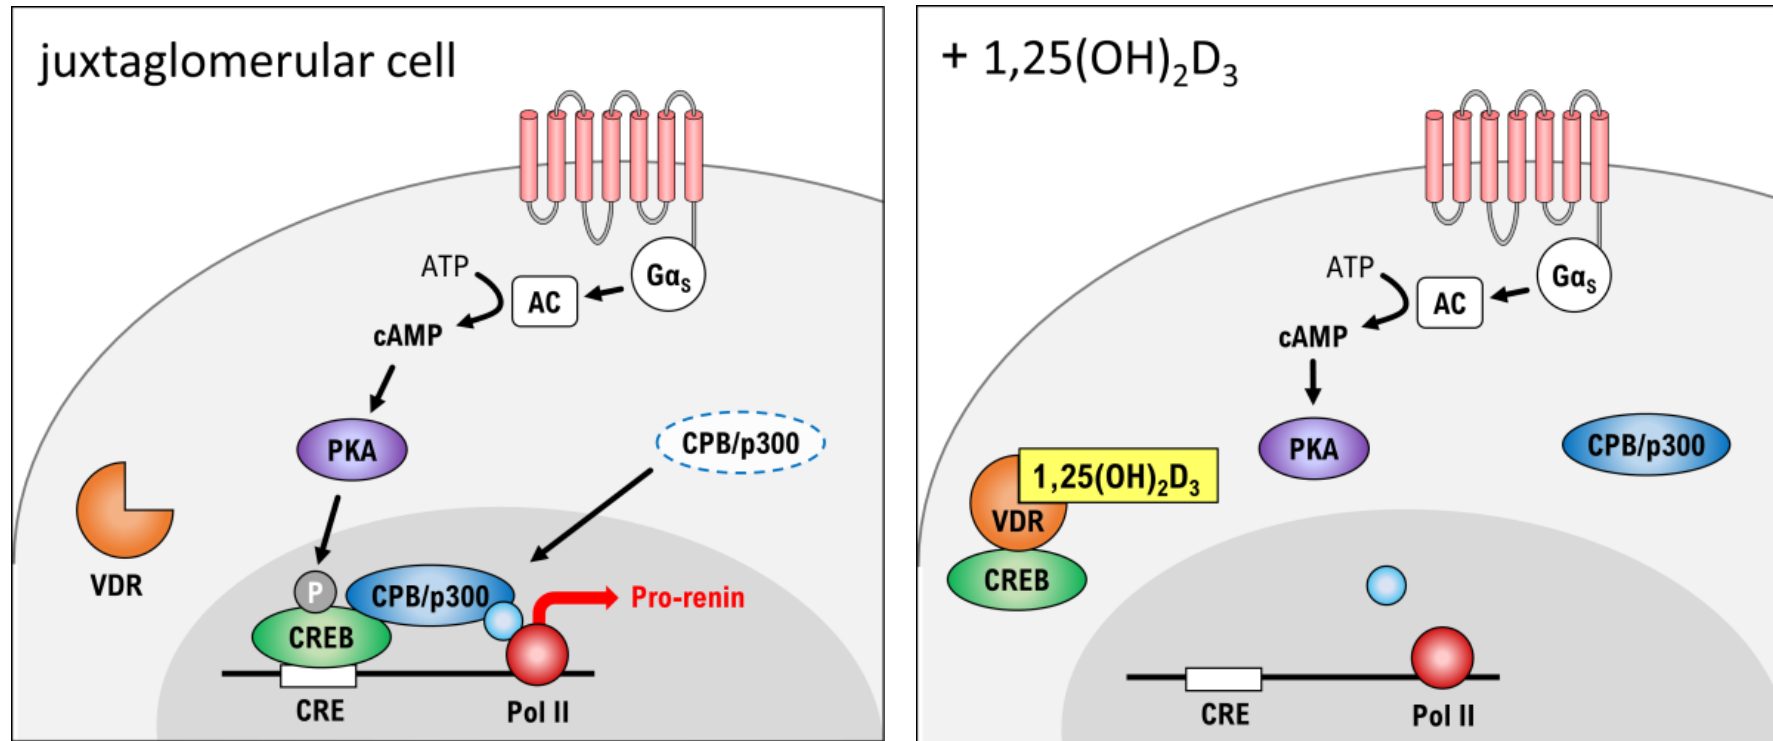 juxtaglomerular cell
Gαs
ATP
AC
cAMP
PKA
CPB/p300
VDR
P
CPB/p300
Pro-renin
CREB
CRE
Pol II
+ 1,25(OH)₂D₃
Gαs
ATP
AC
cAMP
PKA
CPB/p300
1,25(OH)₂D₃
VDR
CREB
CRE
Pol II